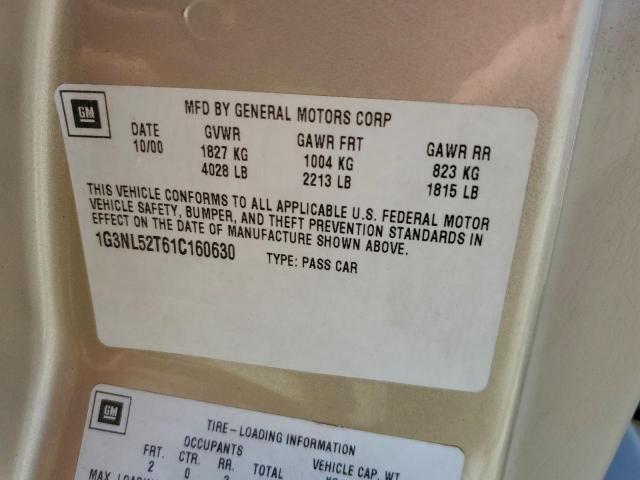 GM
MFD BY GENERAL MOTORS CORP
DATE GVWR GAWR FRT GAWR RR
10/00 1827 KG 1004 KG 823 KG
4028 LB 2213 LB 1815 LB
THIS VEHICLE CONFORMS TO ALL APPLICABLE U.S. FEDERAL MOTOR
VEHICLE SAFETY, BUMPER, AND THEFT PREVENTION STANDARDS IN
EFFECT ON THE DATE OF MANUFACTURE SHOWN ABOVE.
1G3NL52T61C160630 TYPE: PASS CAR
GM
TIRE-LOADING INFORMATION
OCCUPANTS
FRT. CTR. RR. TOTAL VEHICLE CAP. WT.
2 0
MAX.